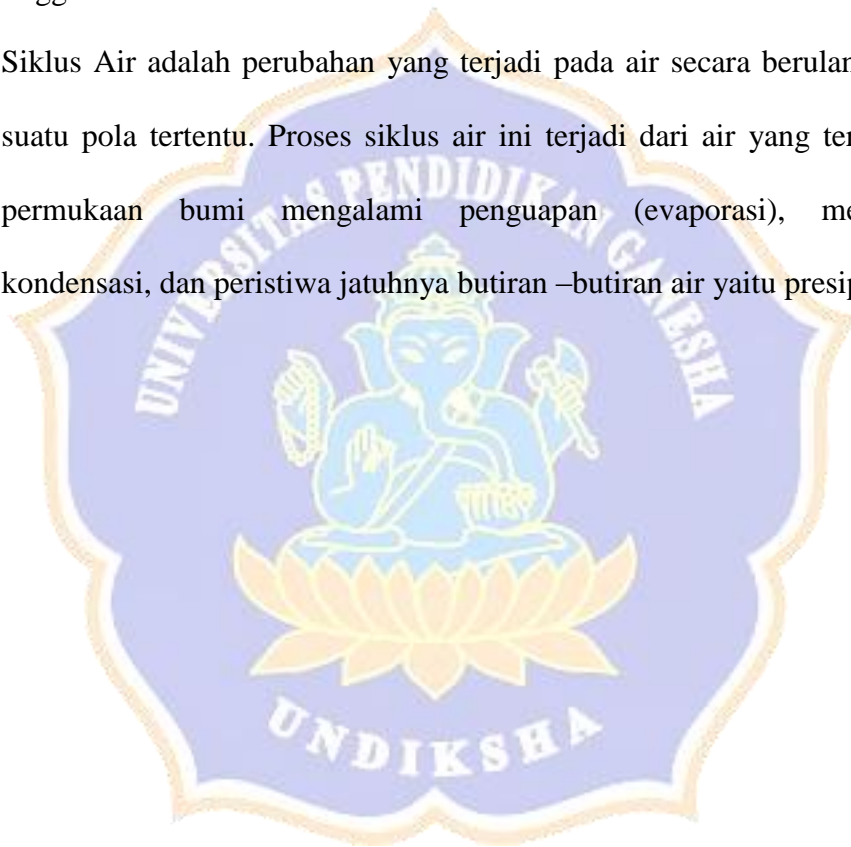 Siklus Air adalah perubahan yang terjadi pada air secara berulan
suatu pola tertentu. Proses siklus air ini terjadi dari air yang ter
permukaan bumi mengalami penguapan (evaporasi), me
kondensasi, dan peristiwa jatuhnya butiran –butiran air yaitu presip
UNIVERSITAS PENDIDIKAN GANESHA
UNDIKSHA